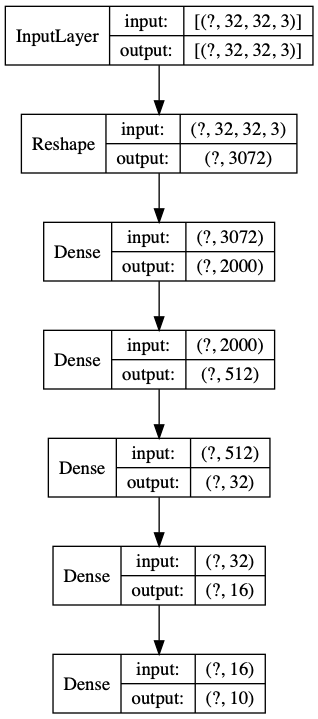 InputLayer
input: [(?, 32, 32, 3)]
output: [(?, 32, 32, 3)]
Reshape
input: (?, 32, 32, 3)
output: (?, 3072)
Dense
input: (?, 3072)
output: (?, 2000)
Dense
input: (?, 2000)
output: (?, 512)
Dense
input: (?, 512)
output: (?, 32)
Dense
input: (?, 32)
output: (?, 16)
Dense
input: (?, 16)
output: (?, 10)